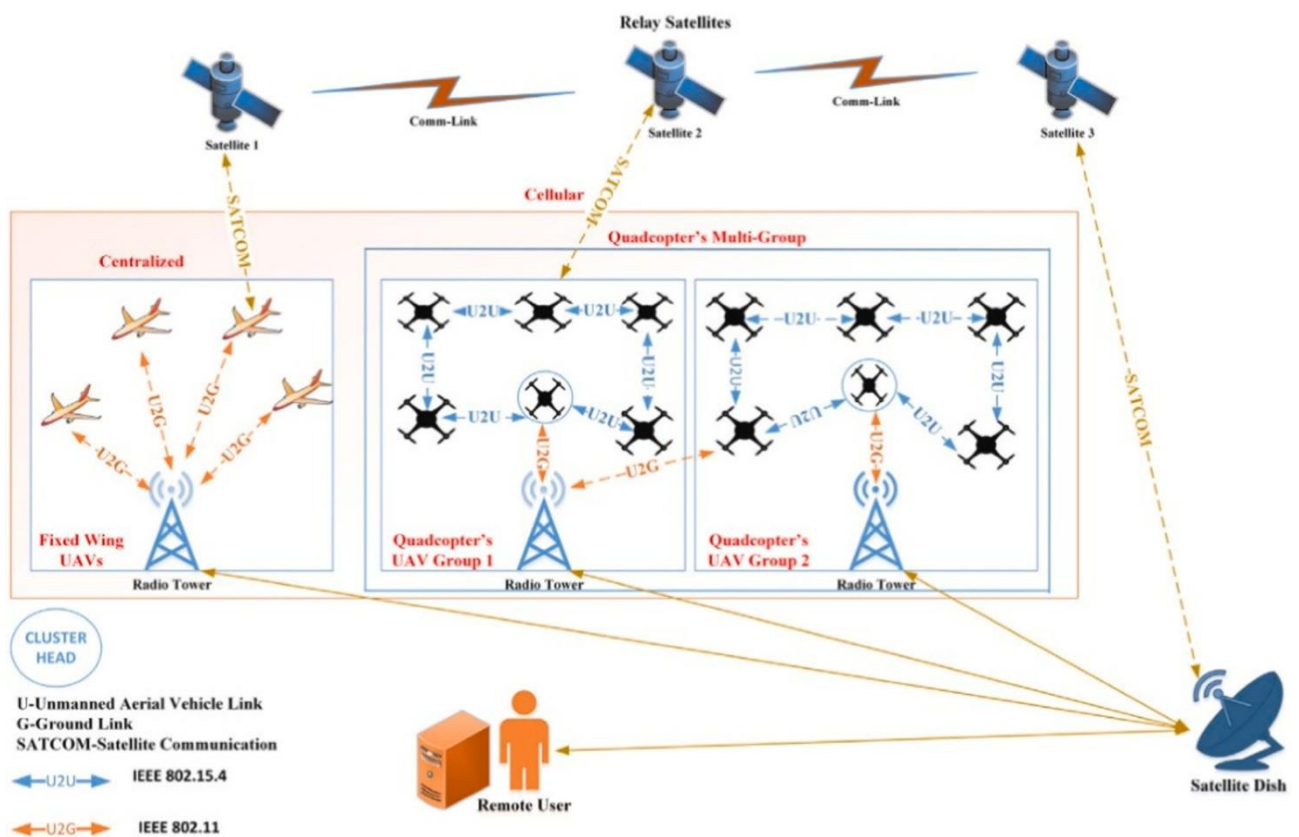 Relay Satellites
Comm-Link
Comm-Link
Satellite 1
Satellite 2
Satellite 3
SATCOM
SATCOM
SATCOM
Cellular
Quadcopter's Multi-Group
Centralized
U2U
U2U
U2U
U2U
U2U
U2U
U2U
U2U
U2U
U2U
U2U
U2U
U2G
U2G
U2G
U2G
U2G
U2G
U2G
Fixed Wing
UAVs
Radio Tower
Quadcopter's
UAV Group 1
Radio Tower
Quadcopter's
UAV Group 2
Radio Tower
CLUSTER
HEAD
U-Unmanned Aerial Vehicle Link
G-Ground Link
SATCOM-Satellite Communication
U2U IEEE 802.15.4
U2G IEEE 802.11
Remote User
Satellite Dish